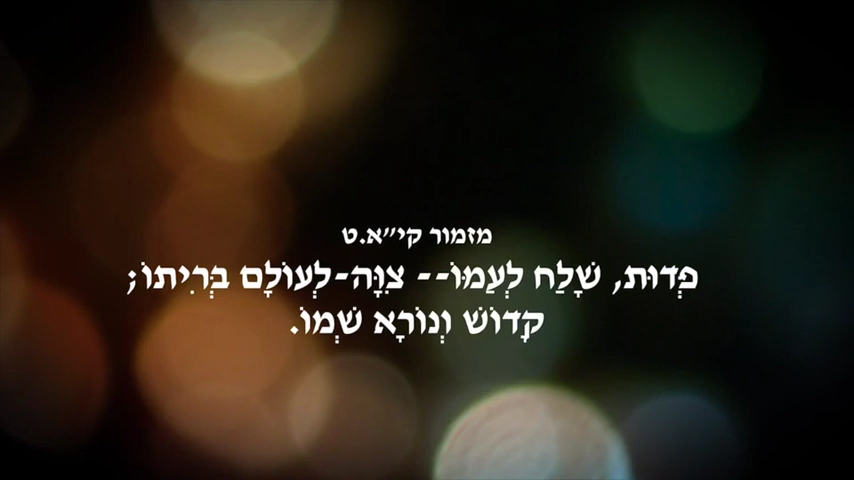 מזמור קי״א.ט
פְּדוּת, שָׁלַח לְעַמּוֹ-- צִוָּה-לְעוֹלָם בְּרִיתוֹ;
קָדוֹשׁ וְנוֹרָא שְׁמוֹ.